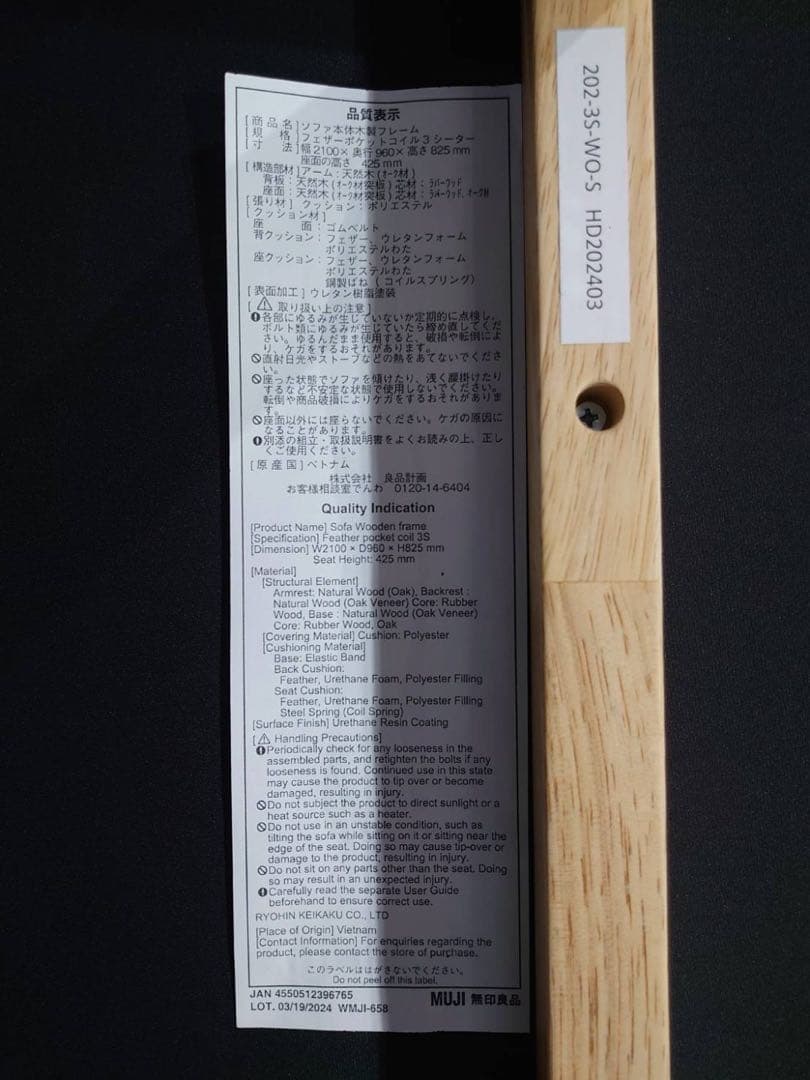 品質表示
[商品名]ソファ本体木製フレーム
[規格]フェザーポケットコイル3シーター
[寸法]幅2100×奥行960×高さ825mm
座面の高さ 425mm
[構造部材]アーム：天然木(オーク材)
背板：天然木(オーク材突板)芯材：ラバーウッド
座面：天然木(オーク材突板)芯材：ラバーウッド、オーク材
[張り材] クッション：ポリエステル
[クッション材]
座面：ゴムベルト
背クッション：フェザー、ウレタンフォーム
ポリエステルわた
座クッション：フェザー、ウレタンフォーム
ポリエステルわた
鋼製ばね(コイルスプリング)
[表面加工]ウレタン樹脂塗装
[⚠ 取り扱い上の注意]
各部にゆるみが生じていないか定期的に点検し、
ボルト類にゆるみが生じていたら締め直してくだ
さい。ゆるんだまま使用すると、破損や転倒によ
り、ケガをするおそれがあります。
直射日光やストーブなどの熱をあてないでくださ
い。
座った状態でソファを傾けたり、浅く腰掛けたり
するなど不安定な状態で使用しないでください。
転倒や商品破損によりケガをするおそれがありま
す。
座面以外には座らないでください。ケガの原因に
なることがあります。
別添の組立・取扱説明書をよくお読みの上、正し
くご使用ください。
[原産国]ベトナム
株式会社 良品計画
お客様相談室でんわ 0120-14-6404
Quality Indication
[Product Name] Sofa Wooden frame
[Specification] Feather pocket coil 3S
[Dimension] W2100 × D960 × H825 mm
Seat Height: 425 mm
[Material]
[Structural Element]
Armrest: Natural Wood (Oak), Backrest :
Natural Wood (Oak Veneer) Core: Rubber
Wood, Base : Natural Wood (Oak Veneer)
Core: Rubber Wood, Oak
[Covering Material] Cushion: Polyester
[Cushioning Material]
Base: Elastic Band
Back Cushion:
Feather, Urethane Foam, Polyester Filling
Seat Cushion:
Feather, Urethane Foam, Polyester Filling
Steel Spring (Coil Spring)
[Surface Finish] Urethane Resin Coating
[⚠ Handling Precautions]
Periodically check for any looseness in the
assembled parts, and retighten the bolts if any
looseness is found. Continued use in this state
may cause the product to tip over or become
damaged, resulting in injury.
Do not subject the product to direct sunlight or a
heat source such as a heater.
Do not use in an unstable condition, such as
tilting the sofa while sitting on it or sitting near the
edge of the seat. Doing so may cause tip-over or
damage to the product, resulting in injury.
Do not sit on any parts other than the seat. Doing
so may result in an unexpected injury.
Carefully read the separate User Guide
beforehand to ensure correct use.
RYOHIN KEIKAKU CO., LTD
[Place of Origin] Vietnam
[Contact Information] For enquiries regarding the
product, please contact the store of purchase.
このラベルははがさないでください。
Do not peel off this label.
JAN 4550512396765
LOT. 03/19/2024 WMJI-658
MUJI 無印良品
202-3S-WO-S HD202403